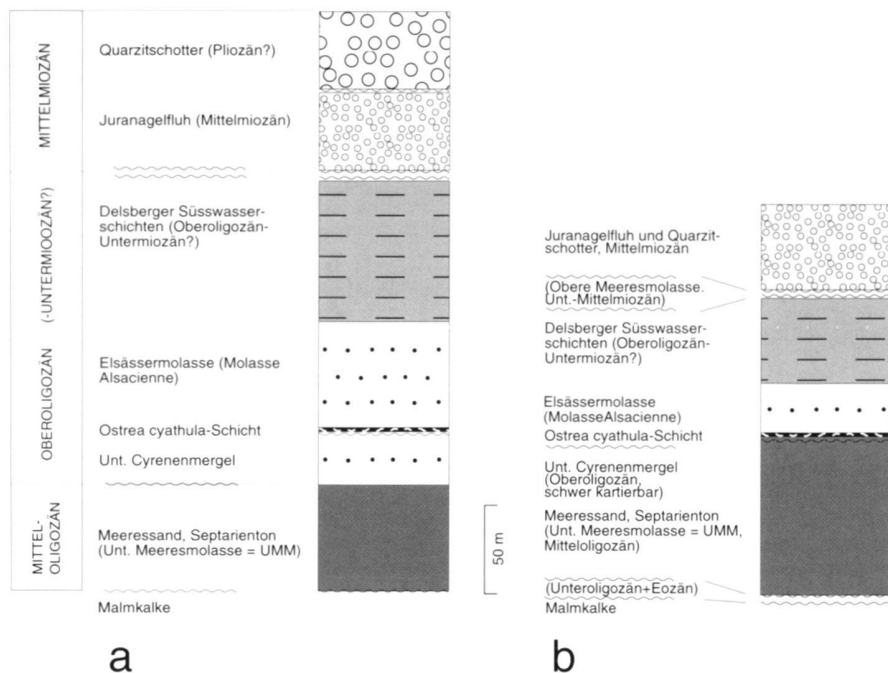 MITTELMIOZÄN
(-UNTERMIOOZÄN?)
OBEROLIGOZÄN
MITTEL-
OLIGOZÄN
Quarzitschotter (Pliozän?)
Juranagelfluh (Mittelmiozän)
Delsberger Süsswasser-
schichten (Oberoligozän-
Untermiozän?)
Elsässermolasse (Molasse
Alsacienne)
Ostrea cyathula-Schicht
Unt. Cyrenenmergel
Meeressand, Septarienton
(Unt. Meeresmolasse = UMM)
Malmkalke
a
50 m
Juranagelfluh und Quarzit-
schotter, Mittelmiozän
(Obere Meeresmolasse.
Unt.-Mittelmiozän)
Delsberger Süsswasser-
schichten (Oberoligozän-
Untermiozän?)
Elsässermolasse
(MolasseAlsacienne)
Ostrea cyathula-Schicht
Unt. Cyrenenmergel
(Oberoligozän,
schwer kartierbar)
Meeressand, Septarienton
(Unt. Meeresmolasse = UMM,
Mitteloligozän)
(Unteroligozän+Eozän)
Malmkalke
b